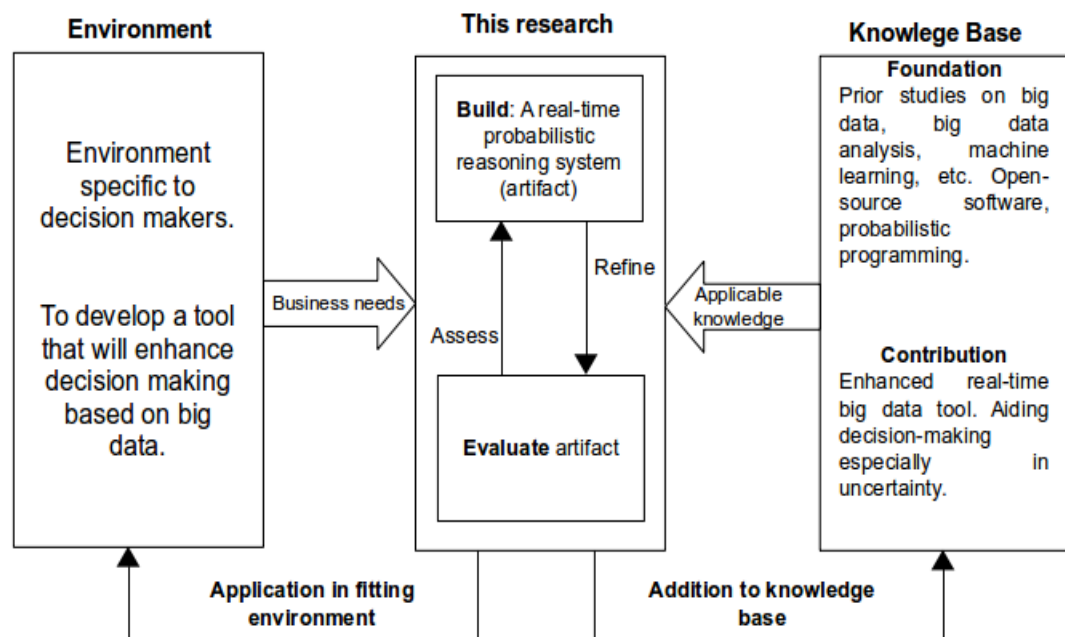 Environment
Environment
specific to
decision makers.
To develop a tool
that will enhance
decision making
based on big
data.
Business needs
This research
Build: A real-time
probabilistic
reasoning system
(artifact)
Refine
Assess
Evaluate artifact
Knowlege Base
Foundation
Prior studies on big
data, big data
analysis, machine
learning, etc. Open-
source software,
probabilistic
programming.
Applicable
knowledge
Contribution
Enhanced real-time
big data tool. Aiding
decision-making
especially in
uncertainty.
Application in fitting
environment
Addition to knowledge
base